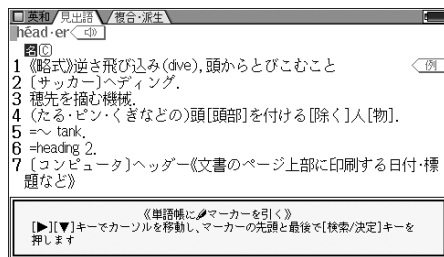 英和 見出語 複合・派生
héad・er
名C
1 《略式》逆さ飛び込み(dive),頭からとびこむこと 例
2 〔サッカー〕ヘディング.
3 穂先を摘む機械.
4 (たる・ピン・くぎなどの)頭[頭部]を付ける[除く]人[物].
5 =~ tank.
6 =heading 2.
7 〔コンピュータ〕ヘッダー《文書のページ上部に印刷する日付・標
題など》
《単語帳にマーカーを引く》
[▶][▼]キーでカーソルを移動し、マーカーの先頭と最後で[検索/決定]キーを
押します